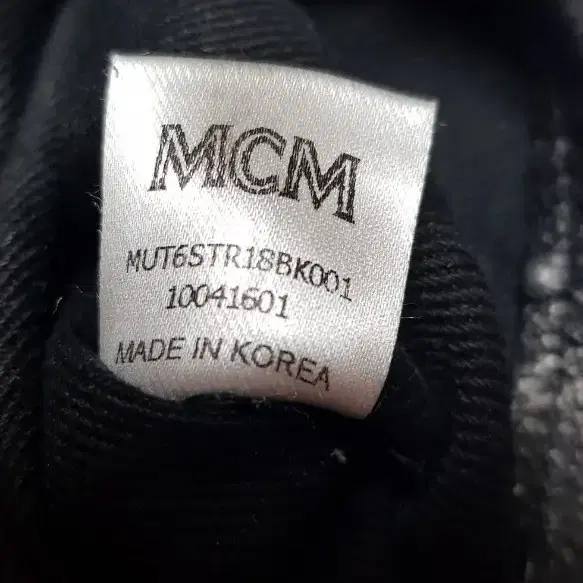 MCM
MUT6STR18BK001
10041601
MADE IN KOREA